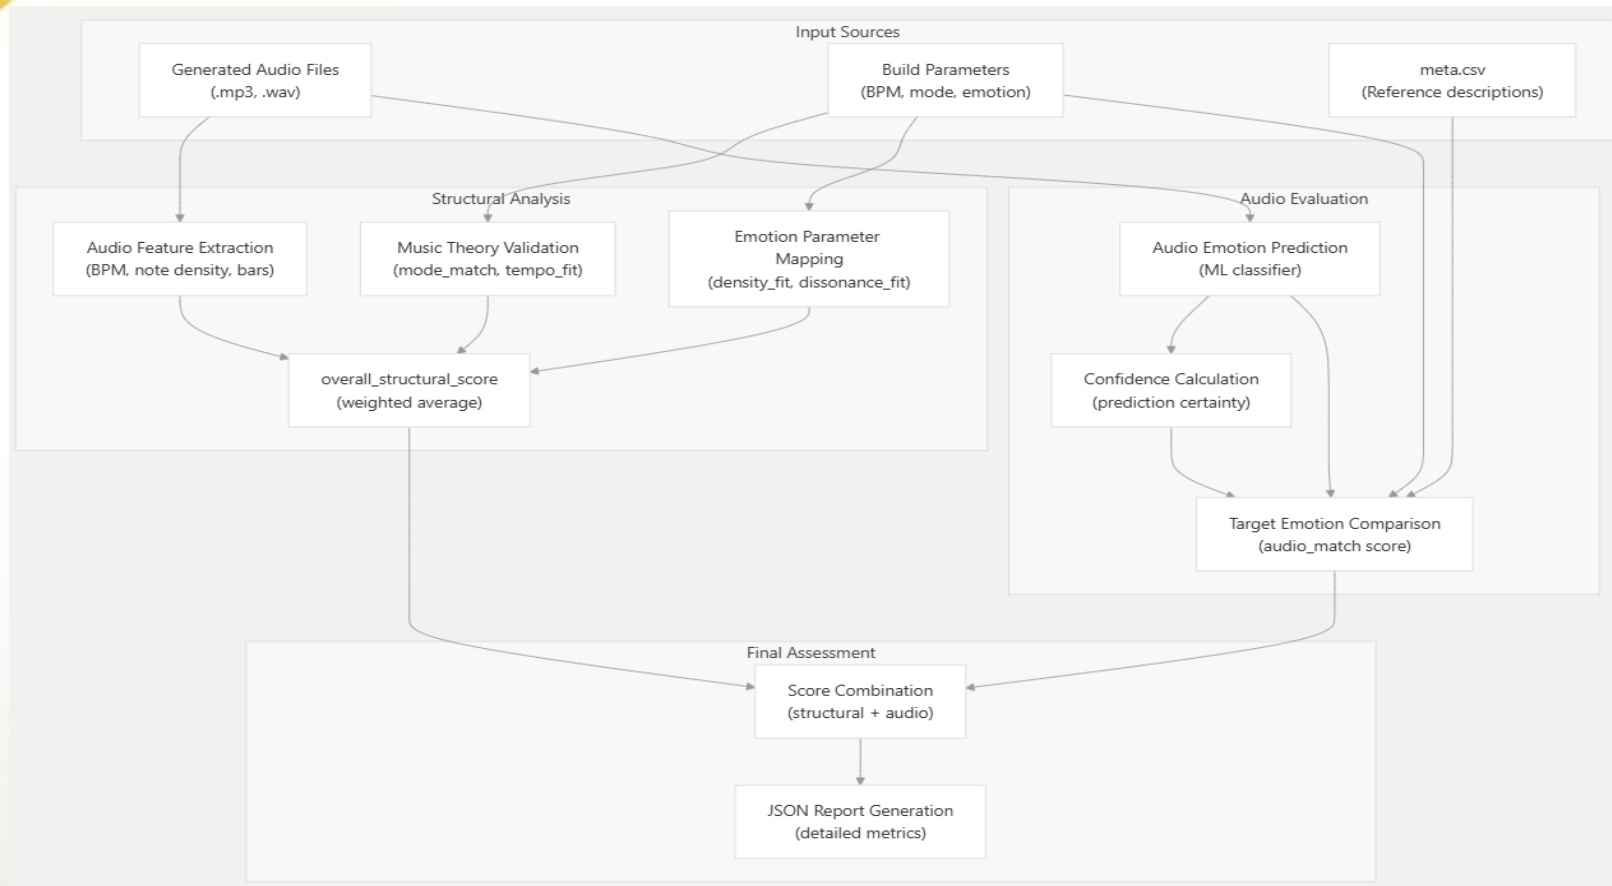 Input Sources
Generated Audio Files
(.mp3, .wav)
Build Parameters
(BPM, mode, emotion)
meta.csv
(Reference descriptions)
Structural Analysis
Audio Feature Extraction
(BPM, note density, bars)
Music Theory Validation
(mode_match, tempo_fit)
Emotion Parameter
Mapping
(density_fit, dissonance_fit)
overall_structural_score
(weighted average)
Audio Evaluation
Audio Emotion Prediction
(ML classifier)
Confidence Calculation
(prediction certainty)
Target Emotion Comparison
(audio_match score)
Final Assessment
Score Combination
(structural + audio)
JSON Report Generation
(detailed metrics)